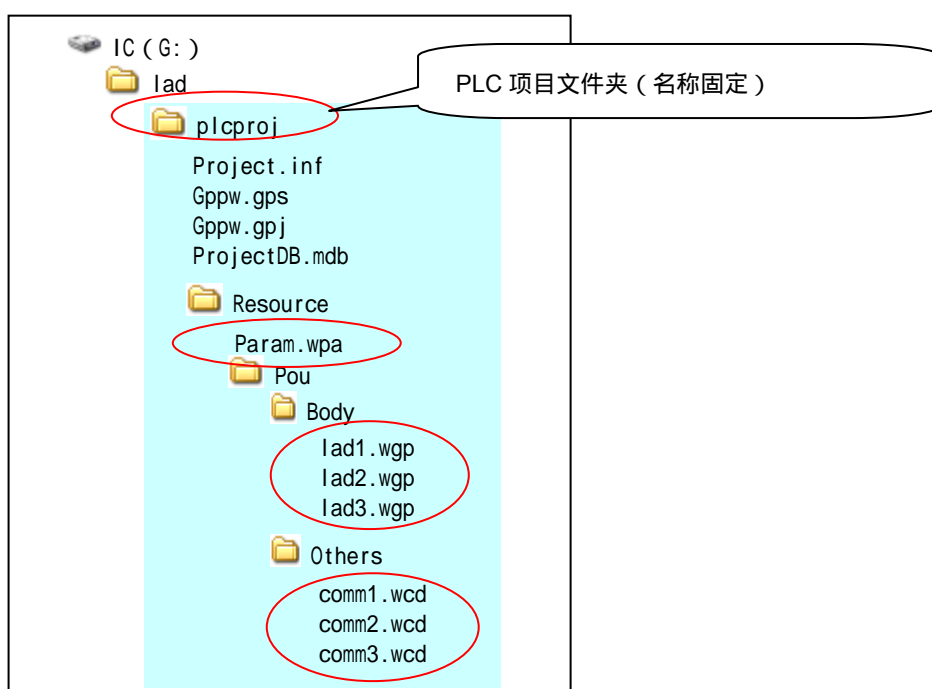 IC（G:）
lad
PLC 项目文件夹（名称固定）
plcproj
Project.inf
Gppw.gps
Gppw.gpj
ProjectDB.mdb
Resource
Param.wpa
Pou
Body
lad1.wgp
lad2.wgp
lad3.wgp
Others
comm1.wcd
comm2.wcd
comm3.wcd